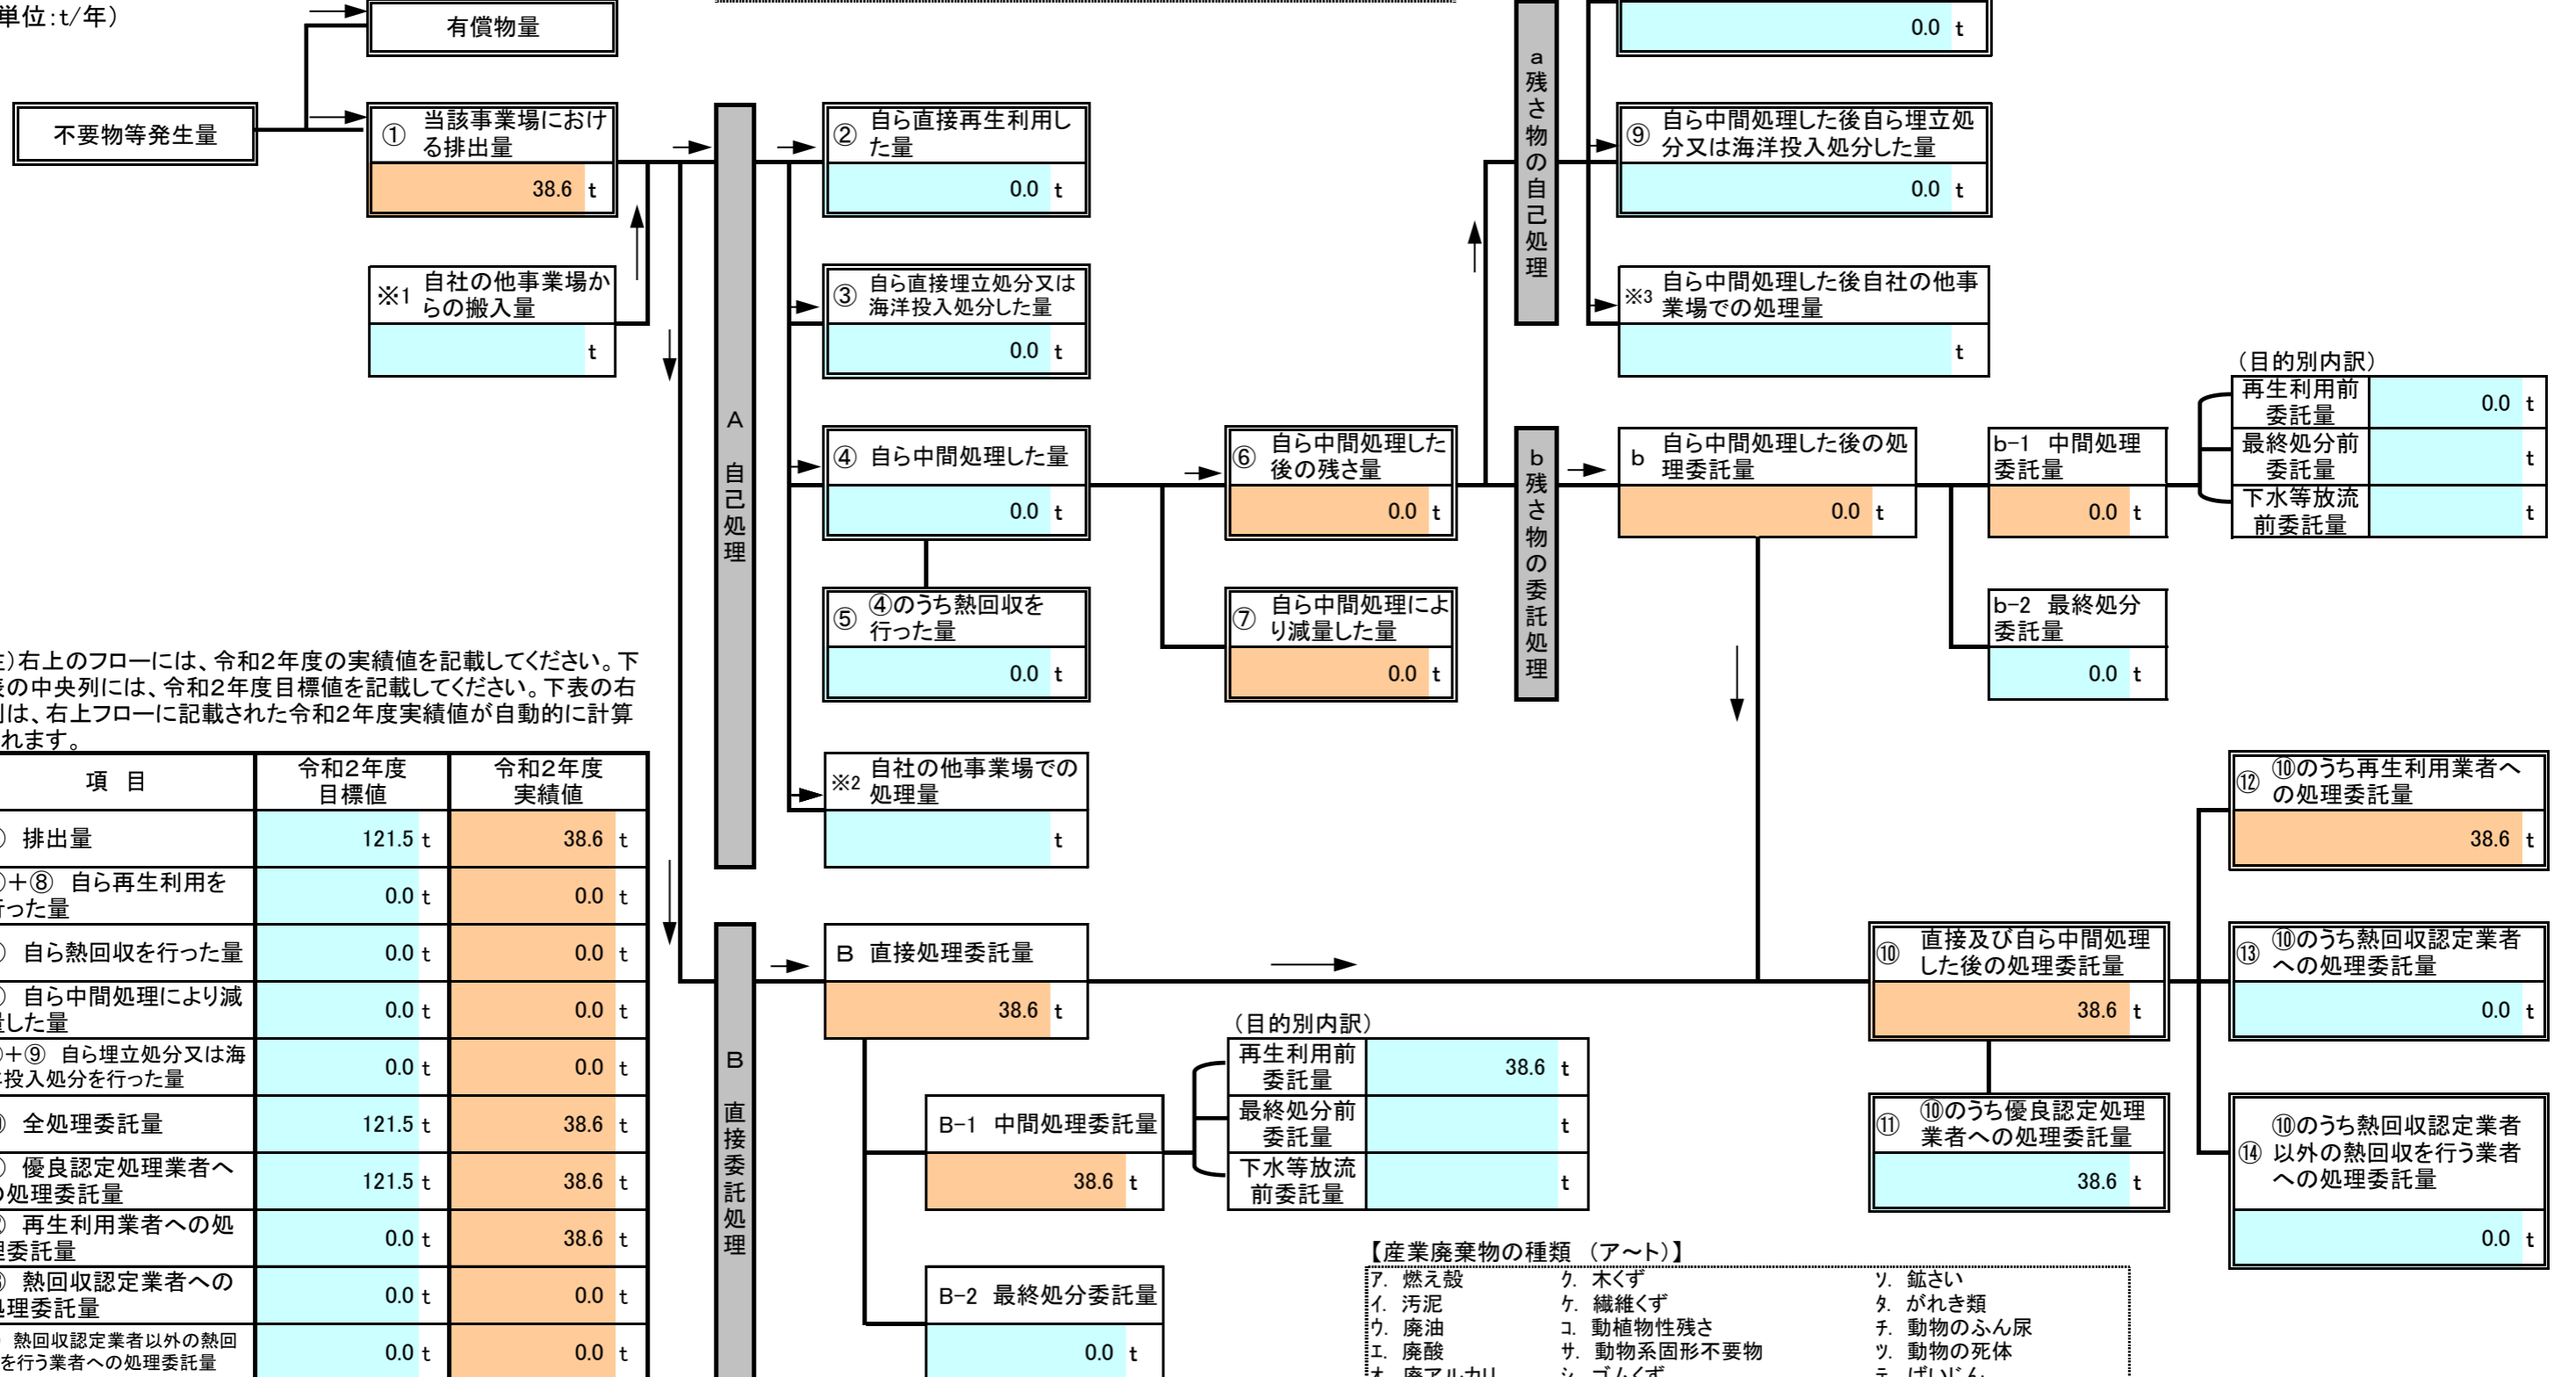 単位:t/年)
有償物量
不要物等発生量
① 当該事業場におけ
る排出量
38.6 t
※1 自社の他事業場か
らの搬入量
t
A 自己処理
② 自ら直接再生利用し
た量
0.0 t
③ 自ら直接埋立処分又は
海洋投入処分した量
0.0 t
④ 自ら中間処理した量
0.0 t
⑤ ④のうち熱回収を
行った量
0.0 t
※2 自社の他事業場での
処理量
t
⑥ 自ら中間処理した
後の残さ量
0.0 t
⑦ 自ら中間処理によ
り減量した量
0.0 t
a残さ物の自己処理
0.0 t
⑨ 自ら中間処理した後自ら埋立処
分又は海洋投入処分した量
0.0 t
※3 自ら中間処理した後自社の他事
業場での処理量
t
b残さ物の委託処理
b 自ら中間処理した後の処
理委託量
0.0 t
b-1 中間処理
委託量
0.0 t
b-2 最終処分
委託量
0.0 t
(目的別内訳)
再生利用前
委託量
0.0 t
最終処分前
委託量
t
下水等放流
前委託量
t
)右上のフローには、令和2年度の実績値を記載してください。下
の中央列には、令和2年度目標値を記載してください。下表の右
は、右上フローに記載された令和2年度実績値が自動的に計算
れます。
項 目 令和2年度 令和2年度
目標値 実績値
排出量 121.5 t 38.6 t
+⑧ 自ら再生利用を
った量 0.0 t 0.0 t
自ら熱回収を行った量 0.0 t 0.0 t
自ら中間処理により減
した量 0.0 t 0.0 t
+⑨ 自ら埋立処分又は海
投入処分を行った量 0.0 t 0.0 t
全処理委託量 121.5 t 38.6 t
優良認定処理業者へ
処理委託量 121.5 t 38.6 t
再生利用業者への処
委託量 0.0 t 38.6 t
熱回収認定業者への
理委託量 0.0 t 0.0 t
熱回収認定業者以外の熱回
を行う業者への処理委託量 0.0 t 0.0 t
B 直接委託処理
B 直接処理委託量
38.6 t
B-1 中間処理委託量
38.6 t
B-2 最終処分委託量
0.0 t
(目的別内訳)
再生利用前
委託量
38.6 t
最終処分前
委託量
t
下水等放流
前委託量
t
⑩ 直接及び自ら中間処理
した後の処理委託量
38.6 t
⑪ ⑩のうち優良認定処理
業者への処理委託量
38.6 t
⑫ ⑩のうち再生利用業者へ
の処理委託量
38.6 t
⑬ ⑩のうち熱回収認定業者
への処理委託量
0.0 t
⑭ ⑩のうち熱回収認定業者
以外の熱回収を行う業者
への処理委託量
0.0 t
【産業廃棄物の種類 (ア~ト)】
ア. 燃え殻 ク. 木くず ソ. 鉱さい
イ. 汚泥 ケ. 繊維くず タ. がれき類
ウ. 廃油 コ. 動植物性残さ チ. 動物のふん尿
エ. 廃酸 サ. 動物系固形不要物 ツ. 動物の死体
オ. 廃アルカリ シ. ゴムくず テ. ばいじん